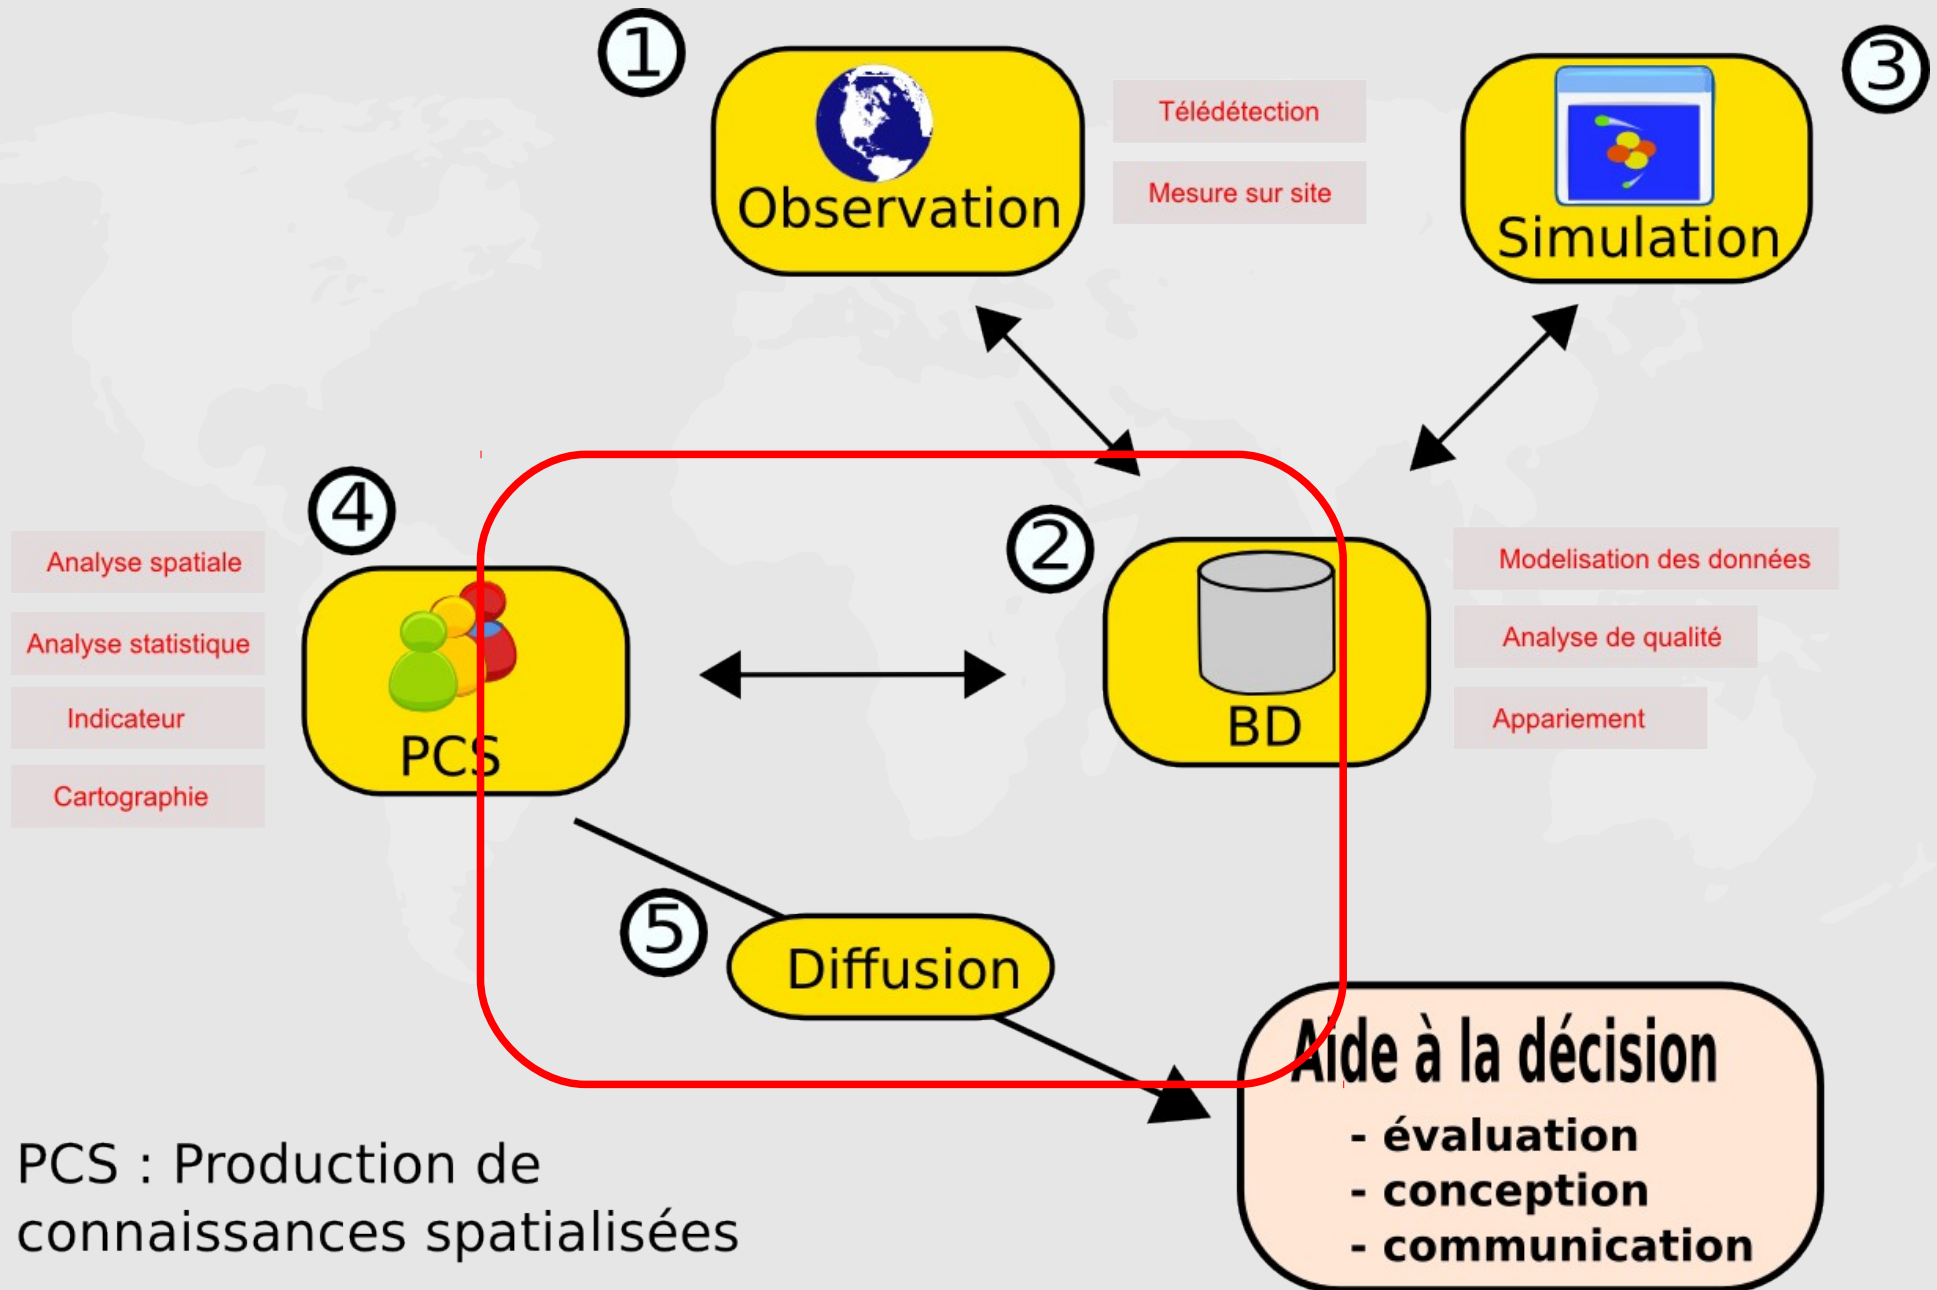 1
Observation
Télédétection
Mesure sur site
3
Simulation
4
Analyse spatiale
Analyse statistique
Indicateur
Cartographie
PCS
2
BD
Modelisation des données
Analyse de qualité
Appariement
5
Diffusion
Aide à la décision
- évaluation
- conception
- communication
PCS : Production de
connaissances spatialisées